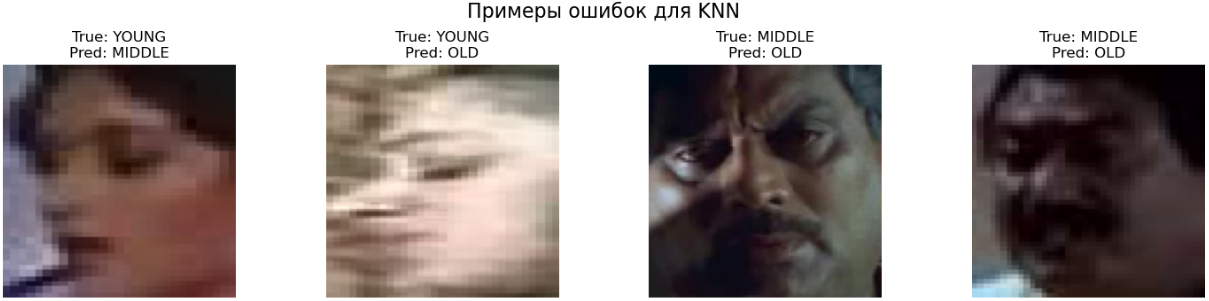 Примеры ошибок для KNN
True: YOUNG
Pred: MIDDLE
True: YOUNG
Pred: OLD
True: MIDDLE
Pred: OLD
True: MIDDLE
Pred: OLD